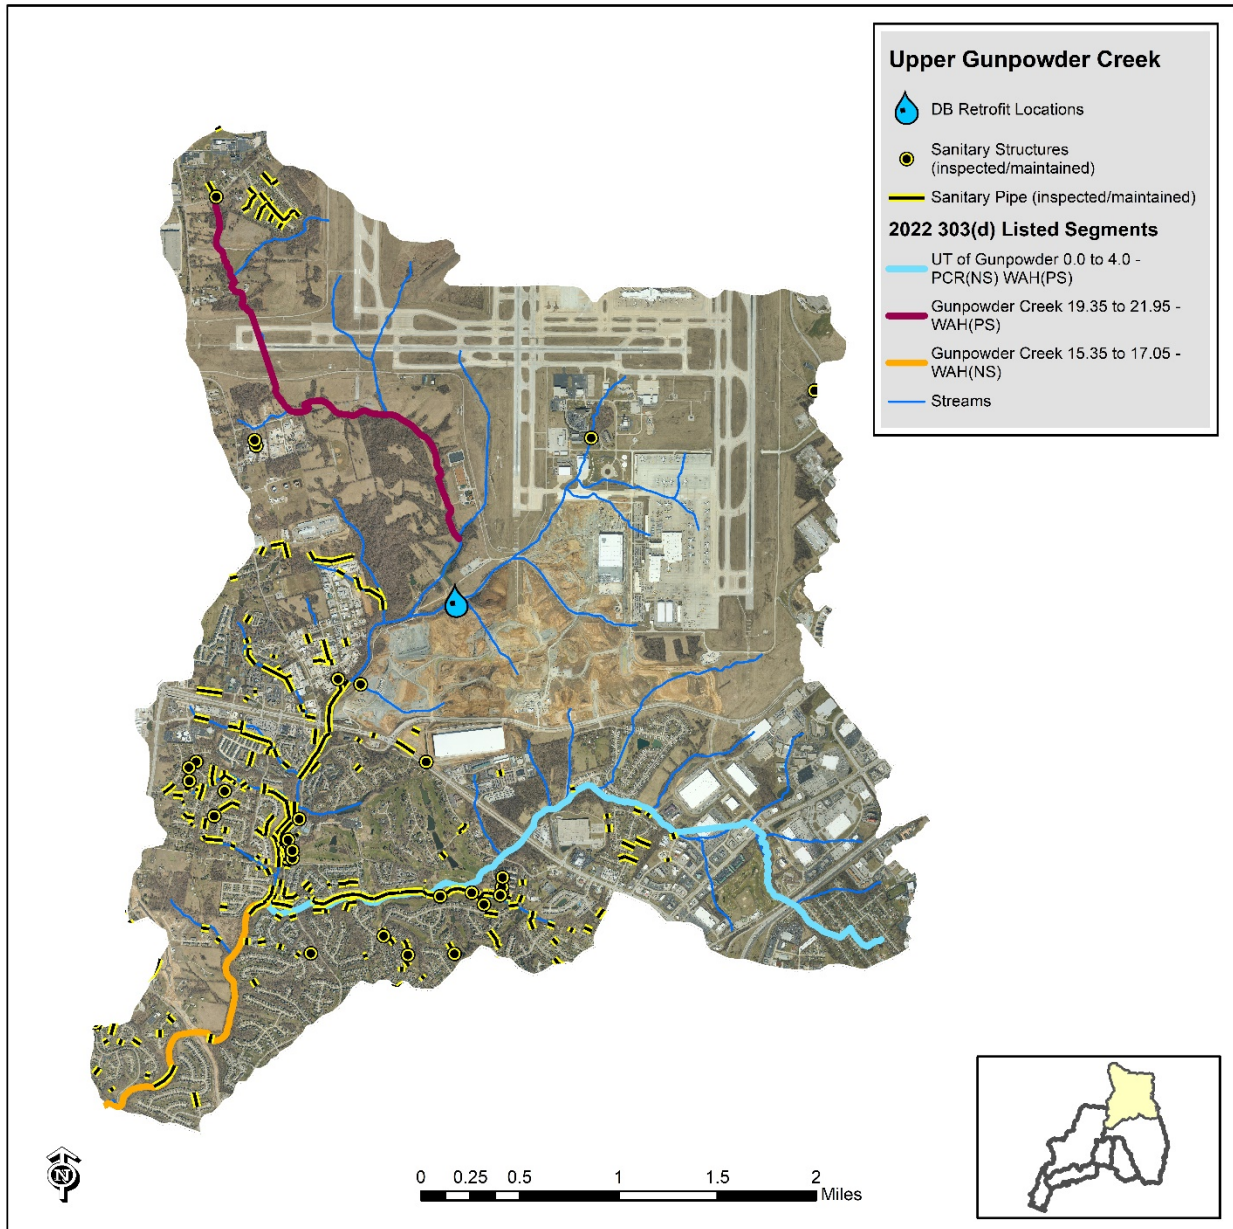 Upper Gunpowder Creek
DB Retrofit Locations
Sanitary Structures
(inspected/maintained)
Sanitary Pipe (inspected/maintained)
2022 303(d) Listed Segments
UT of Gunpowder 0.0 to 4.0 -
PCR(NS) WAH(PS)
Gunpowder Creek 19.35 to 21.95 -
WAH(PS)
Gunpowder Creek 15.35 to 17.05 -
WAH(NS)
Streams
N
0 0.25 0.5 1 1.5 2
Miles